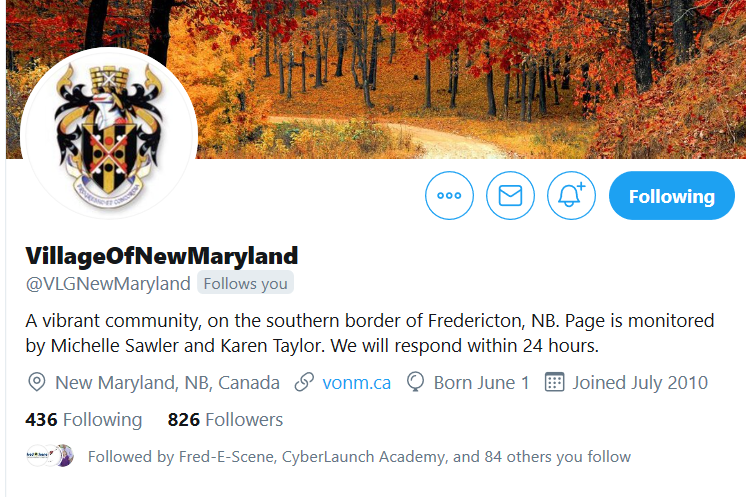 Following
VillageOfNewMaryland
@VLGNewMaryland Follows you
A vibrant community, on the southern border of Fredericton, NB. Page is monitored
by Michelle Sawler and Karen Taylor. We will respond within 24 hours.
New Maryland, NB, Canada vonm.ca Born June 1 Joined July 2010
436 Following 826 Followers
Followed by Fred-E-Scene, CyberLaunch Academy, and 84 others you follow